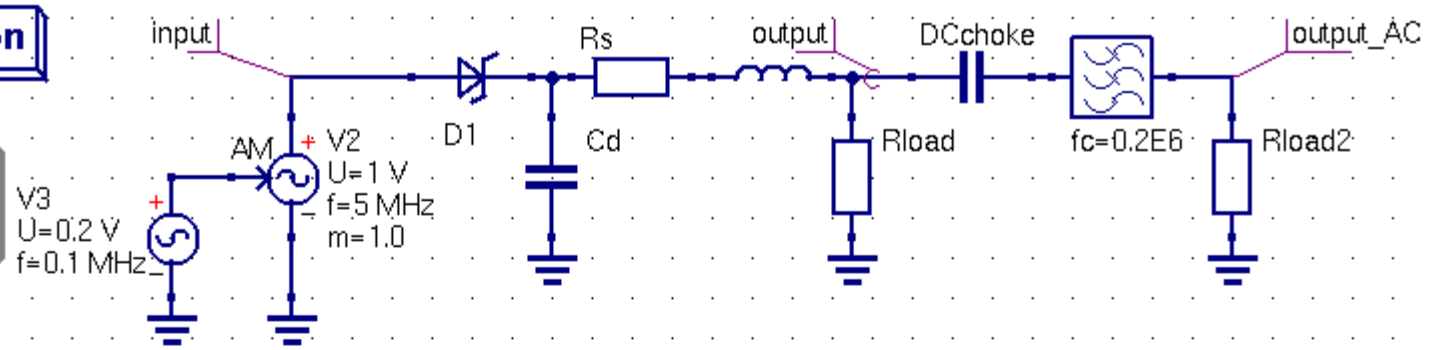 n
input
Rs
output
DCchoke
output_AC
D1
Cd
Rload
fc=0.2E6
Rload2
AM
V2
U=1 V
f=5 MHz
m=1.0
V3
U=0.2 V
f=0.1 MHz